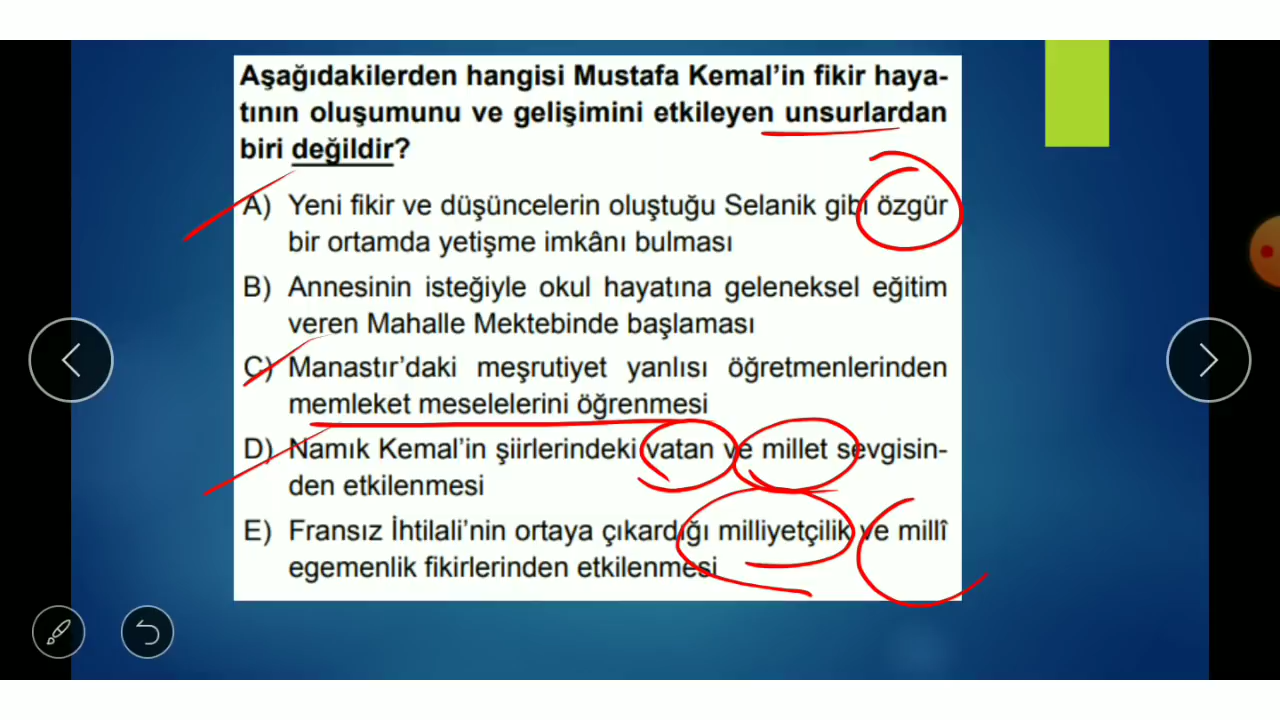 Aşağıdakilerden hangisi Mustafa Kemal’in fikir haya-
tının oluşumunu ve gelişimini etkileyen unsurlardan
biri değildir?
A) Yeni fikir ve düşüncelerin oluştuğu Selanik gibi özgür
bir ortamda yetişme imkânı bulması
B) Annesinin isteğiyle okul hayatına geleneksel eğitim
veren Mahalle Mektebinde başlaması
C) Manastır’daki meşrutiyet yanlısı öğretmenlerinden
memleket meselelerini öğrenmesi
D) Namık Kemal’in şiirlerindeki vatan ve millet sevgisin-
den etkilenmesi
E) Fransız İhtilali’nin ortaya çıkardığı milliyetçilik ve millî
egemenlik fikirlerinden etkilenmesi